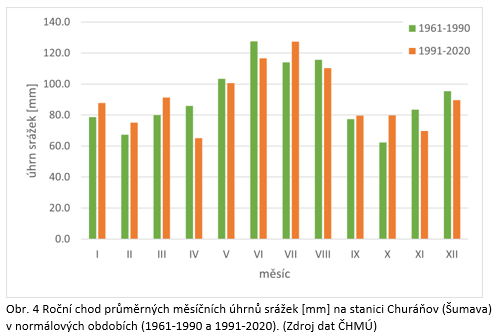 140.0
1961-1990
120.0
1991-2020
100.0
80.0
60.0
40.0
20.0
0.0
úhrn srážek [mm]
I II III IV V VI VII VIII IX X XI XII
měsíc
Obr. 4 Roční chod průměrných měsíčních úhrnů srážek [mm] na stanici Churáňov (Šumava)
v normálových obdobích (1961-1990 a 1991-2020). (Zdroj dat ČHMÚ)